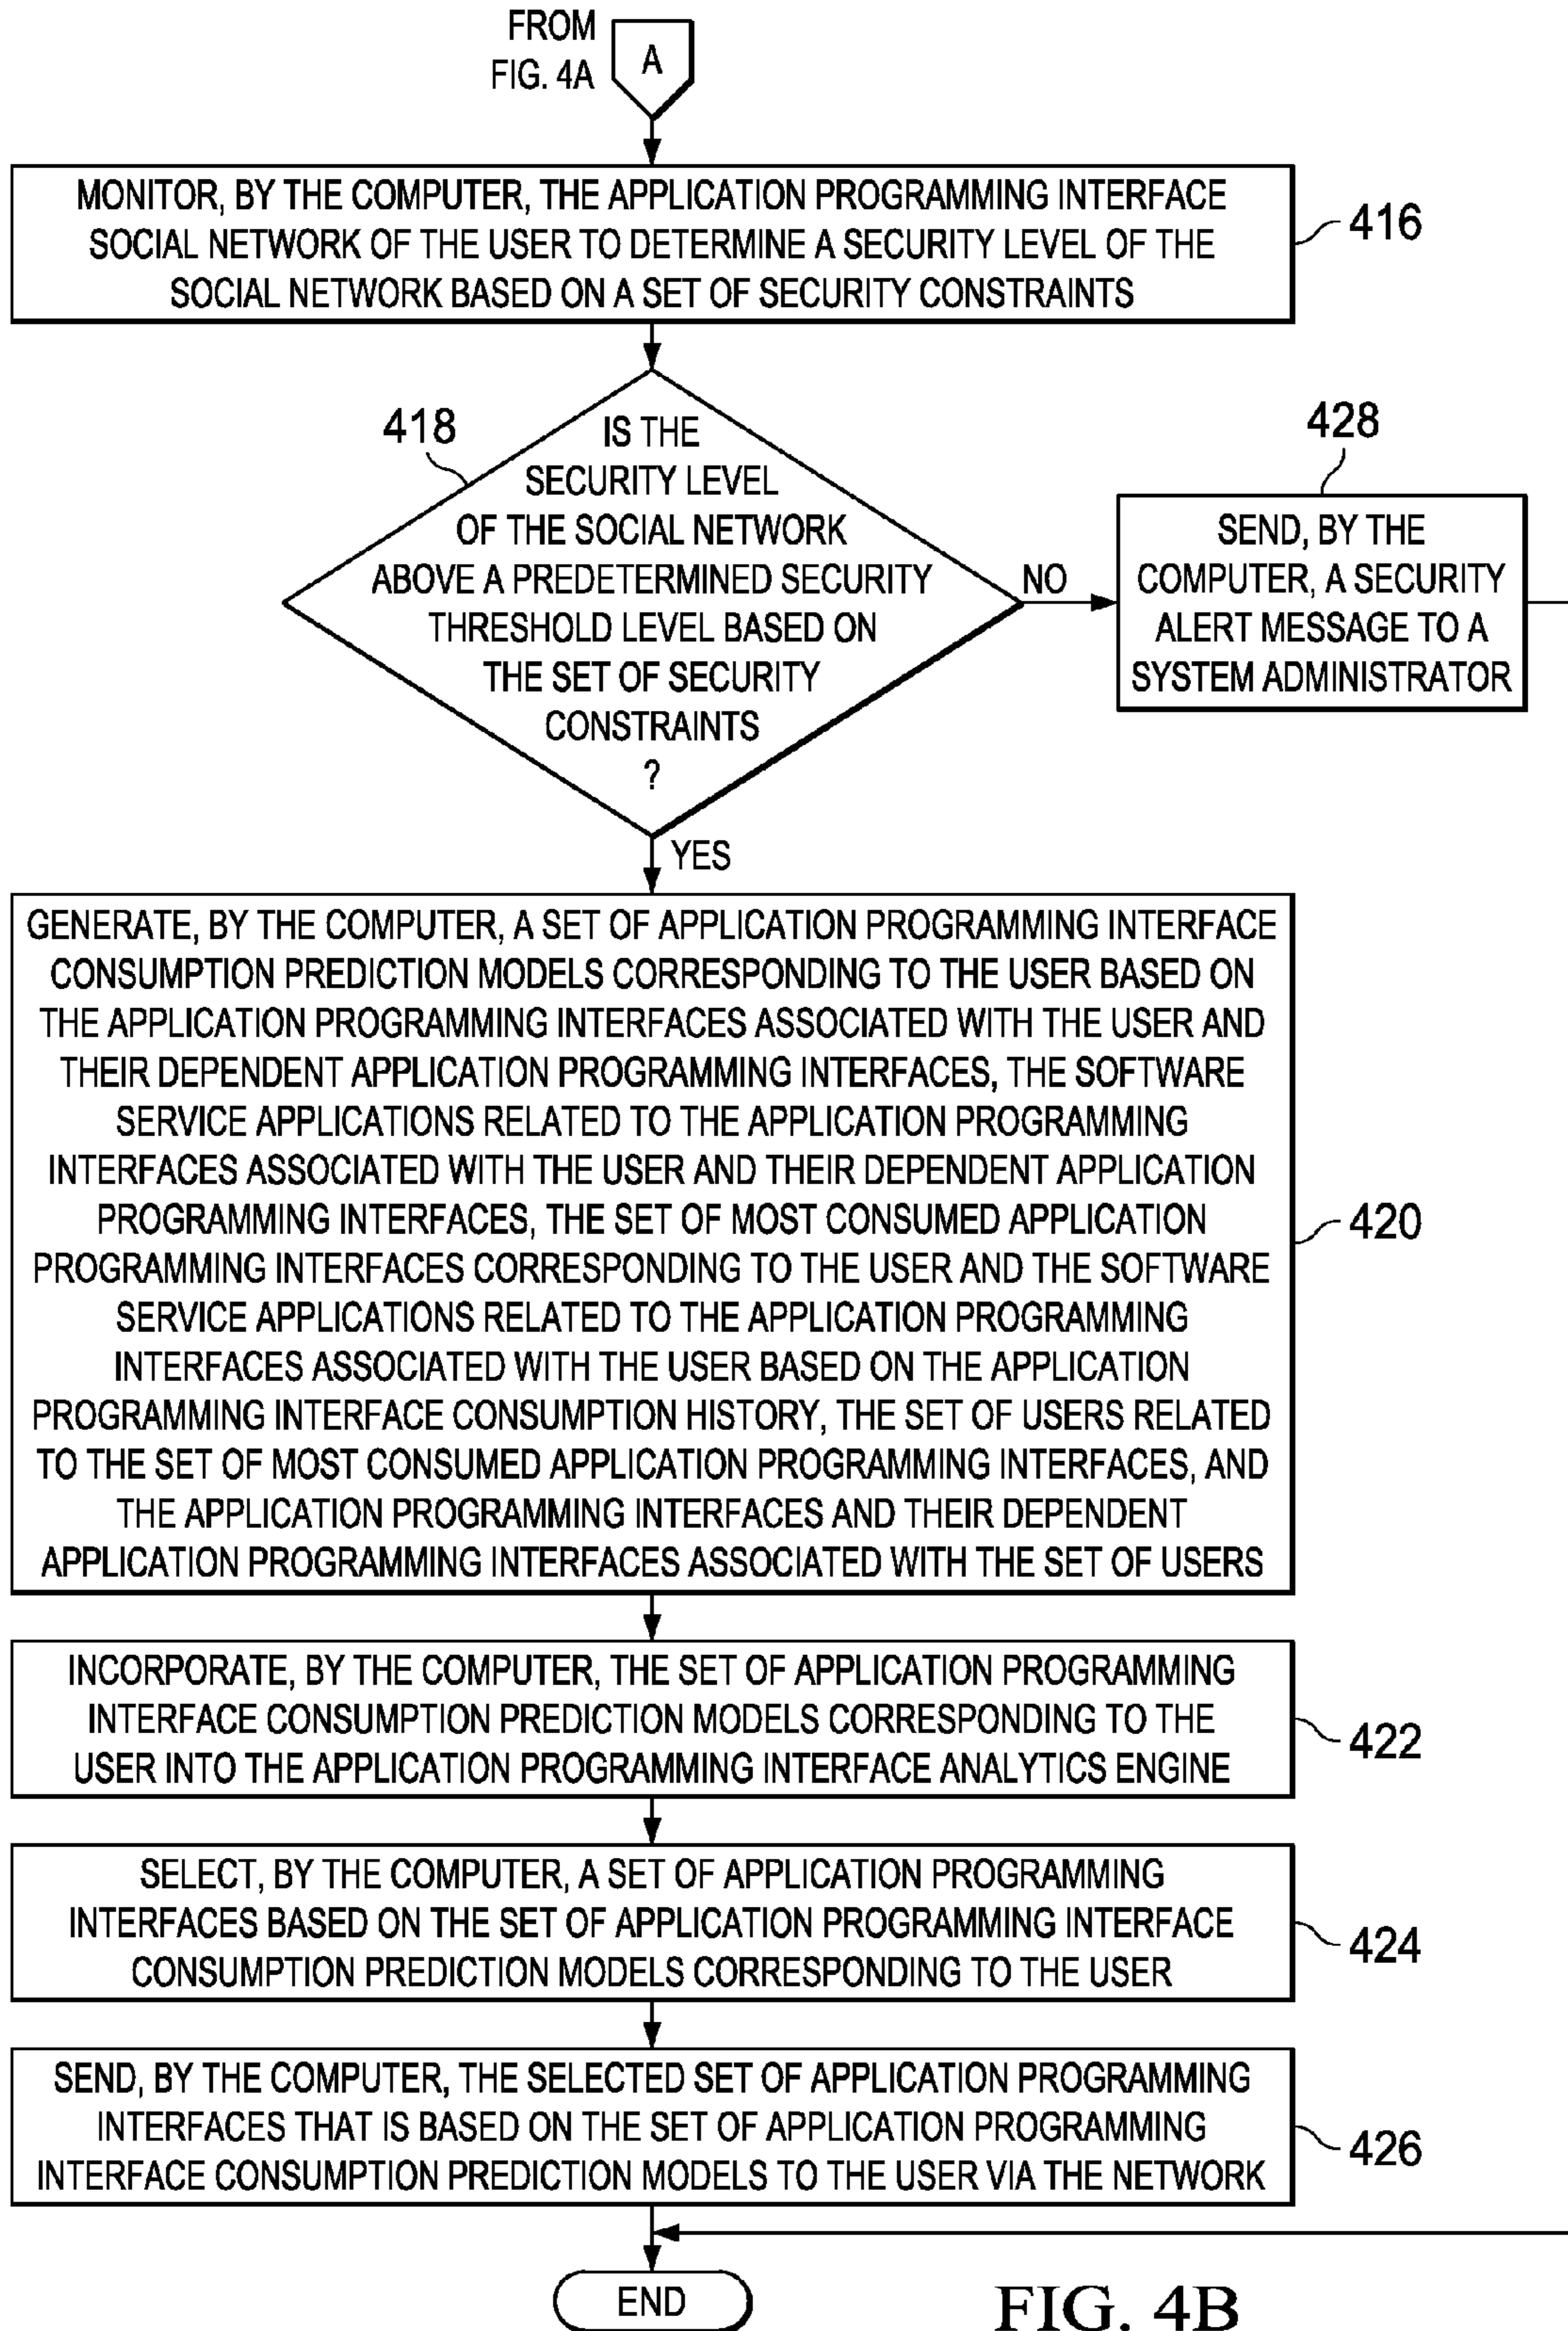 FROM
FIG. 4A
A
MONITOR, BY THE COMPUTER, THE APPLICATION PROGRAMMING INTERFACE
SOCIAL NETWORK OF THE USER TO DETERMINE A SECURITY LEVEL OF THE
SOCIAL NETWORK BASED ON A SET OF SECURITY CONSTRAINTS
416
418
IS THE
SECURITY LEVEL
OF THE SOCIAL NETWORK
ABOVE A PREDETERMINED SECURITY
THRESHOLD LEVEL BASED ON
THE SET OF SECURITY
CONSTRAINTS
?
NO
428
SEND, BY THE
COMPUTER, A SECURITY
ALERT MESSAGE TO A
SYSTEM ADMINISTRATOR
YES
GENERATE, BY THE COMPUTER, A SET OF APPLICATION PROGRAMMING INTERFACE
CONSUMPTION PREDICTION MODELS CORRESPONDING TO THE USER BASED ON
THE APPLICATION PROGRAMMING INTERFACES ASSOCIATED WITH THE USER AND
THEIR DEPENDENT APPLICATION PROGRAMMING INTERFACES, THE SOFTWARE
SERVICE APPLICATIONS RELATED TO THE APPLICATION PROGRAMMING
INTERFACES ASSOCIATED WITH THE USER AND THEIR DEPENDENT APPLICATION
PROGRAMMING INTERFACES, THE SET OF MOST CONSUMED APPLICATION
PROGRAMMING INTERFACES CORRESPONDING TO THE USER AND THE SOFTWARE
SERVICE APPLICATIONS RELATED TO THE APPLICATION PROGRAMMING
INTERFACES ASSOCIATED WITH THE USER BASED ON THE APPLICATION
PROGRAMMING INTERFACE CONSUMPTION HISTORY, THE SET OF USERS RELATED
TO THE SET OF MOST CONSUMED APPLICATION PROGRAMMING INTERFACES, AND
THE APPLICATION PROGRAMMING INTERFACES AND THEIR DEPENDENT
APPLICATION PROGRAMMING INTERFACES ASSOCIATED WITH THE SET OF USERS
420
INCORPORATE, BY THE COMPUTER, THE SET OF APPLICATION PROGRAMMING
INTERFACE CONSUMPTION PREDICTION MODELS CORRESPONDING TO THE
USER INTO THE APPLICATION PROGRAMMING INTERFACE ANALYTICS ENGINE
422
SELECT, BY THE COMPUTER, A SET OF APPLICATION PROGRAMMING
INTERFACES BASED ON THE SET OF APPLICATION PROGRAMMING INTERFACE
CONSUMPTION PREDICTION MODELS CORRESPONDING TO THE USER
424
SEND, BY THE COMPUTER, THE SELECTED SET OF APPLICATION PROGRAMMING
INTERFACES THAT IS BASED ON THE SET OF APPLICATION PROGRAMMING
INTERFACE CONSUMPTION PREDICTION MODELS TO THE USER VIA THE NETWORK
426
END
FIG. 4B